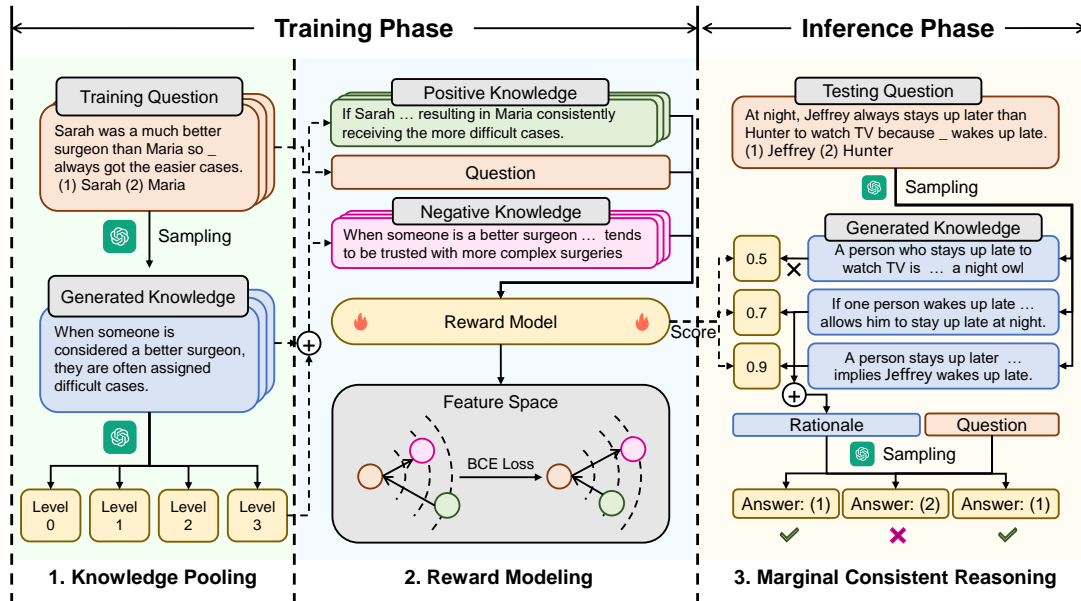 Training Phase
Inference Phase
Training Question
Sarah was a much better
surgeon than Maria so _
always got the easier cases.
(1) Sarah (2) Maria
Sampling
Generated Knowledge
When someone is
considered a better surgeon,
they are often assigned
difficult cases.
Level
0
Level
1
Level
2
Level
3
1. Knowledge Pooling
Positive Knowledge
If Sarah … resulting in Maria consistently
receiving the more difficult cases.
Question
Negative Knowledge
When someone is a better surgeon … tends
to be trusted with more complex surgeries
Reward Model
Score
Feature Space
BCE Loss
2. Reward Modeling
Testing Question
At night, Jeffrey always stays up later than
Hunter to watch TV because _ wakes up late.
(1) Jeffrey (2) Hunter
Sampling
Generated Knowledge
0.5
A person who stays up late to
watch TV is … a night owl
0.7
If one person wakes up late …
allows him to stay up late at night.
0.9
A person stays up later …
implies Jeffrey wakes up late.
Rationale
Question
Sampling
Answer: (1)
Answer: (2)
Answer: (1)
3. Marginal Consistent Reasoning